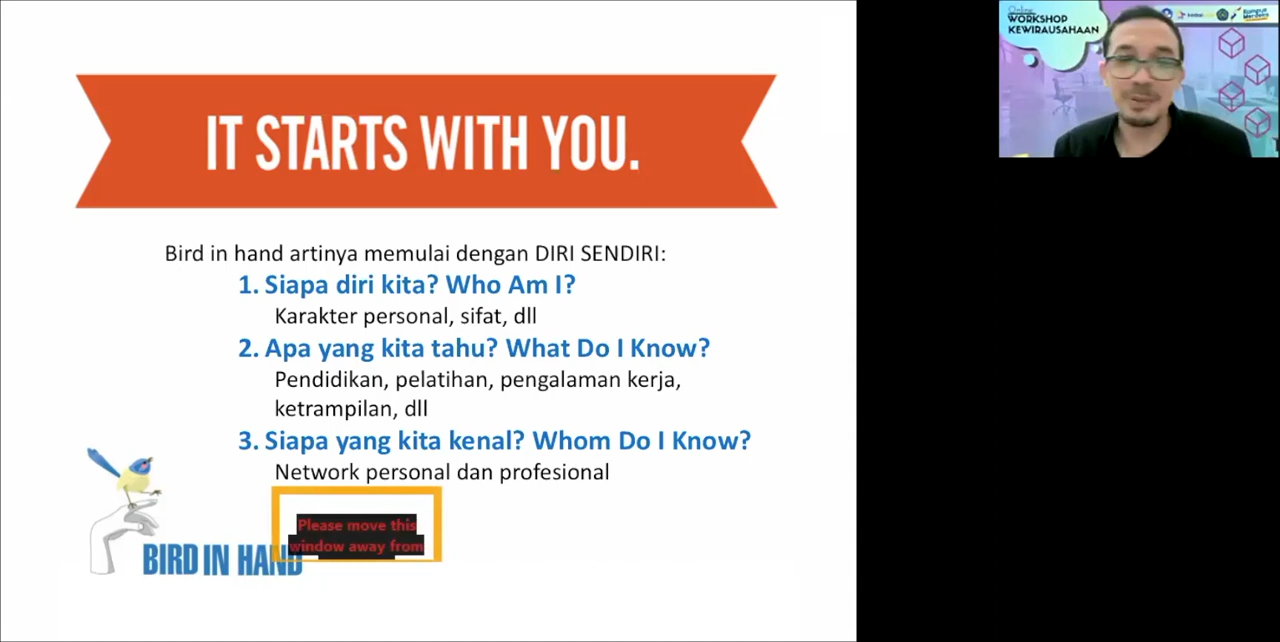 IT STARTS WITH YOU.
Bird in hand artinya memulai dengan DIRI SENDIRI:
1. Siapa diri kita? Who Am I?
Karakter personal, sifat, dll
2. Apa yang kita tahu? What Do I Know?
Pendidikan, pelatihan, pengalaman kerja,
ketrampilan, dll
3. Siapa yang kita kenal? Whom Do I Know?
Network personal dan profesional
Please move this
window away from
BIRD IN HAND
Online
WORKSHOP
KEWIRAUSAHAAN
Kampus
Merdeka